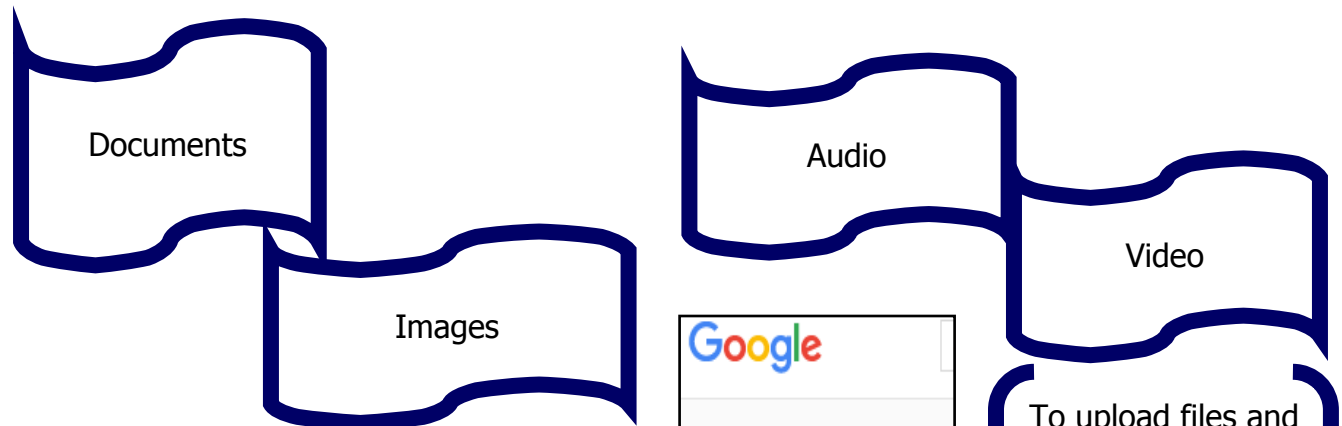 Documents
Audio
Video
Images
Google
To upload files and